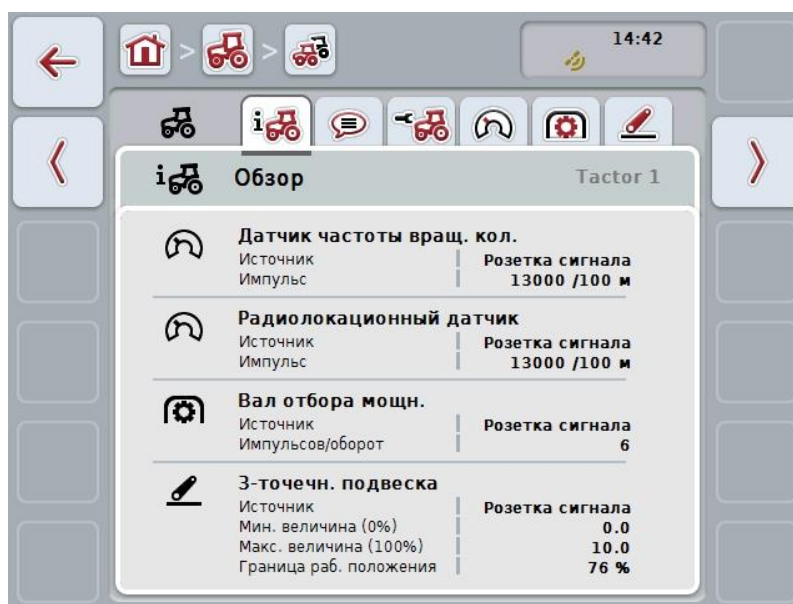 14:42
Обзор Tactor 1
Датчик частоты вращ. кол.
Источник Розетка сигнала
Импульс 13000 /100 м
Радиолокационный датчик
Источник Розетка сигнала
Импульс 13000 /100 м
Вал отбора мощн.
Источник Розетка сигнала
Импульсов/оборот 6
3-точечн. подвеска
Источник Розетка сигнала
Мин. величина (0%) 0.0
Макс. величина (100%) 10.0
Граница раб. положения 76 %